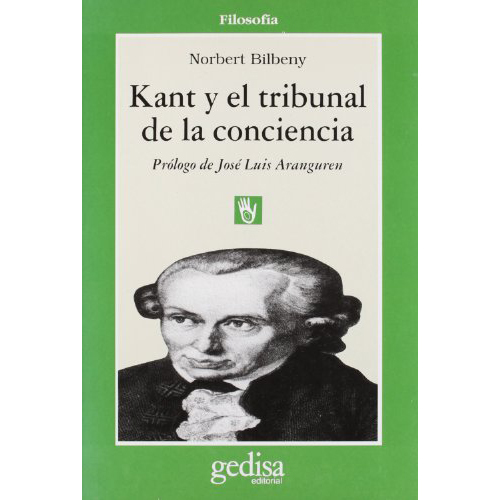 Filosofía
Norbert Bilbeny
Kant y el tribunal
de la conciencia
Prólogo de José Luis Aranguren
gedisa
editorial